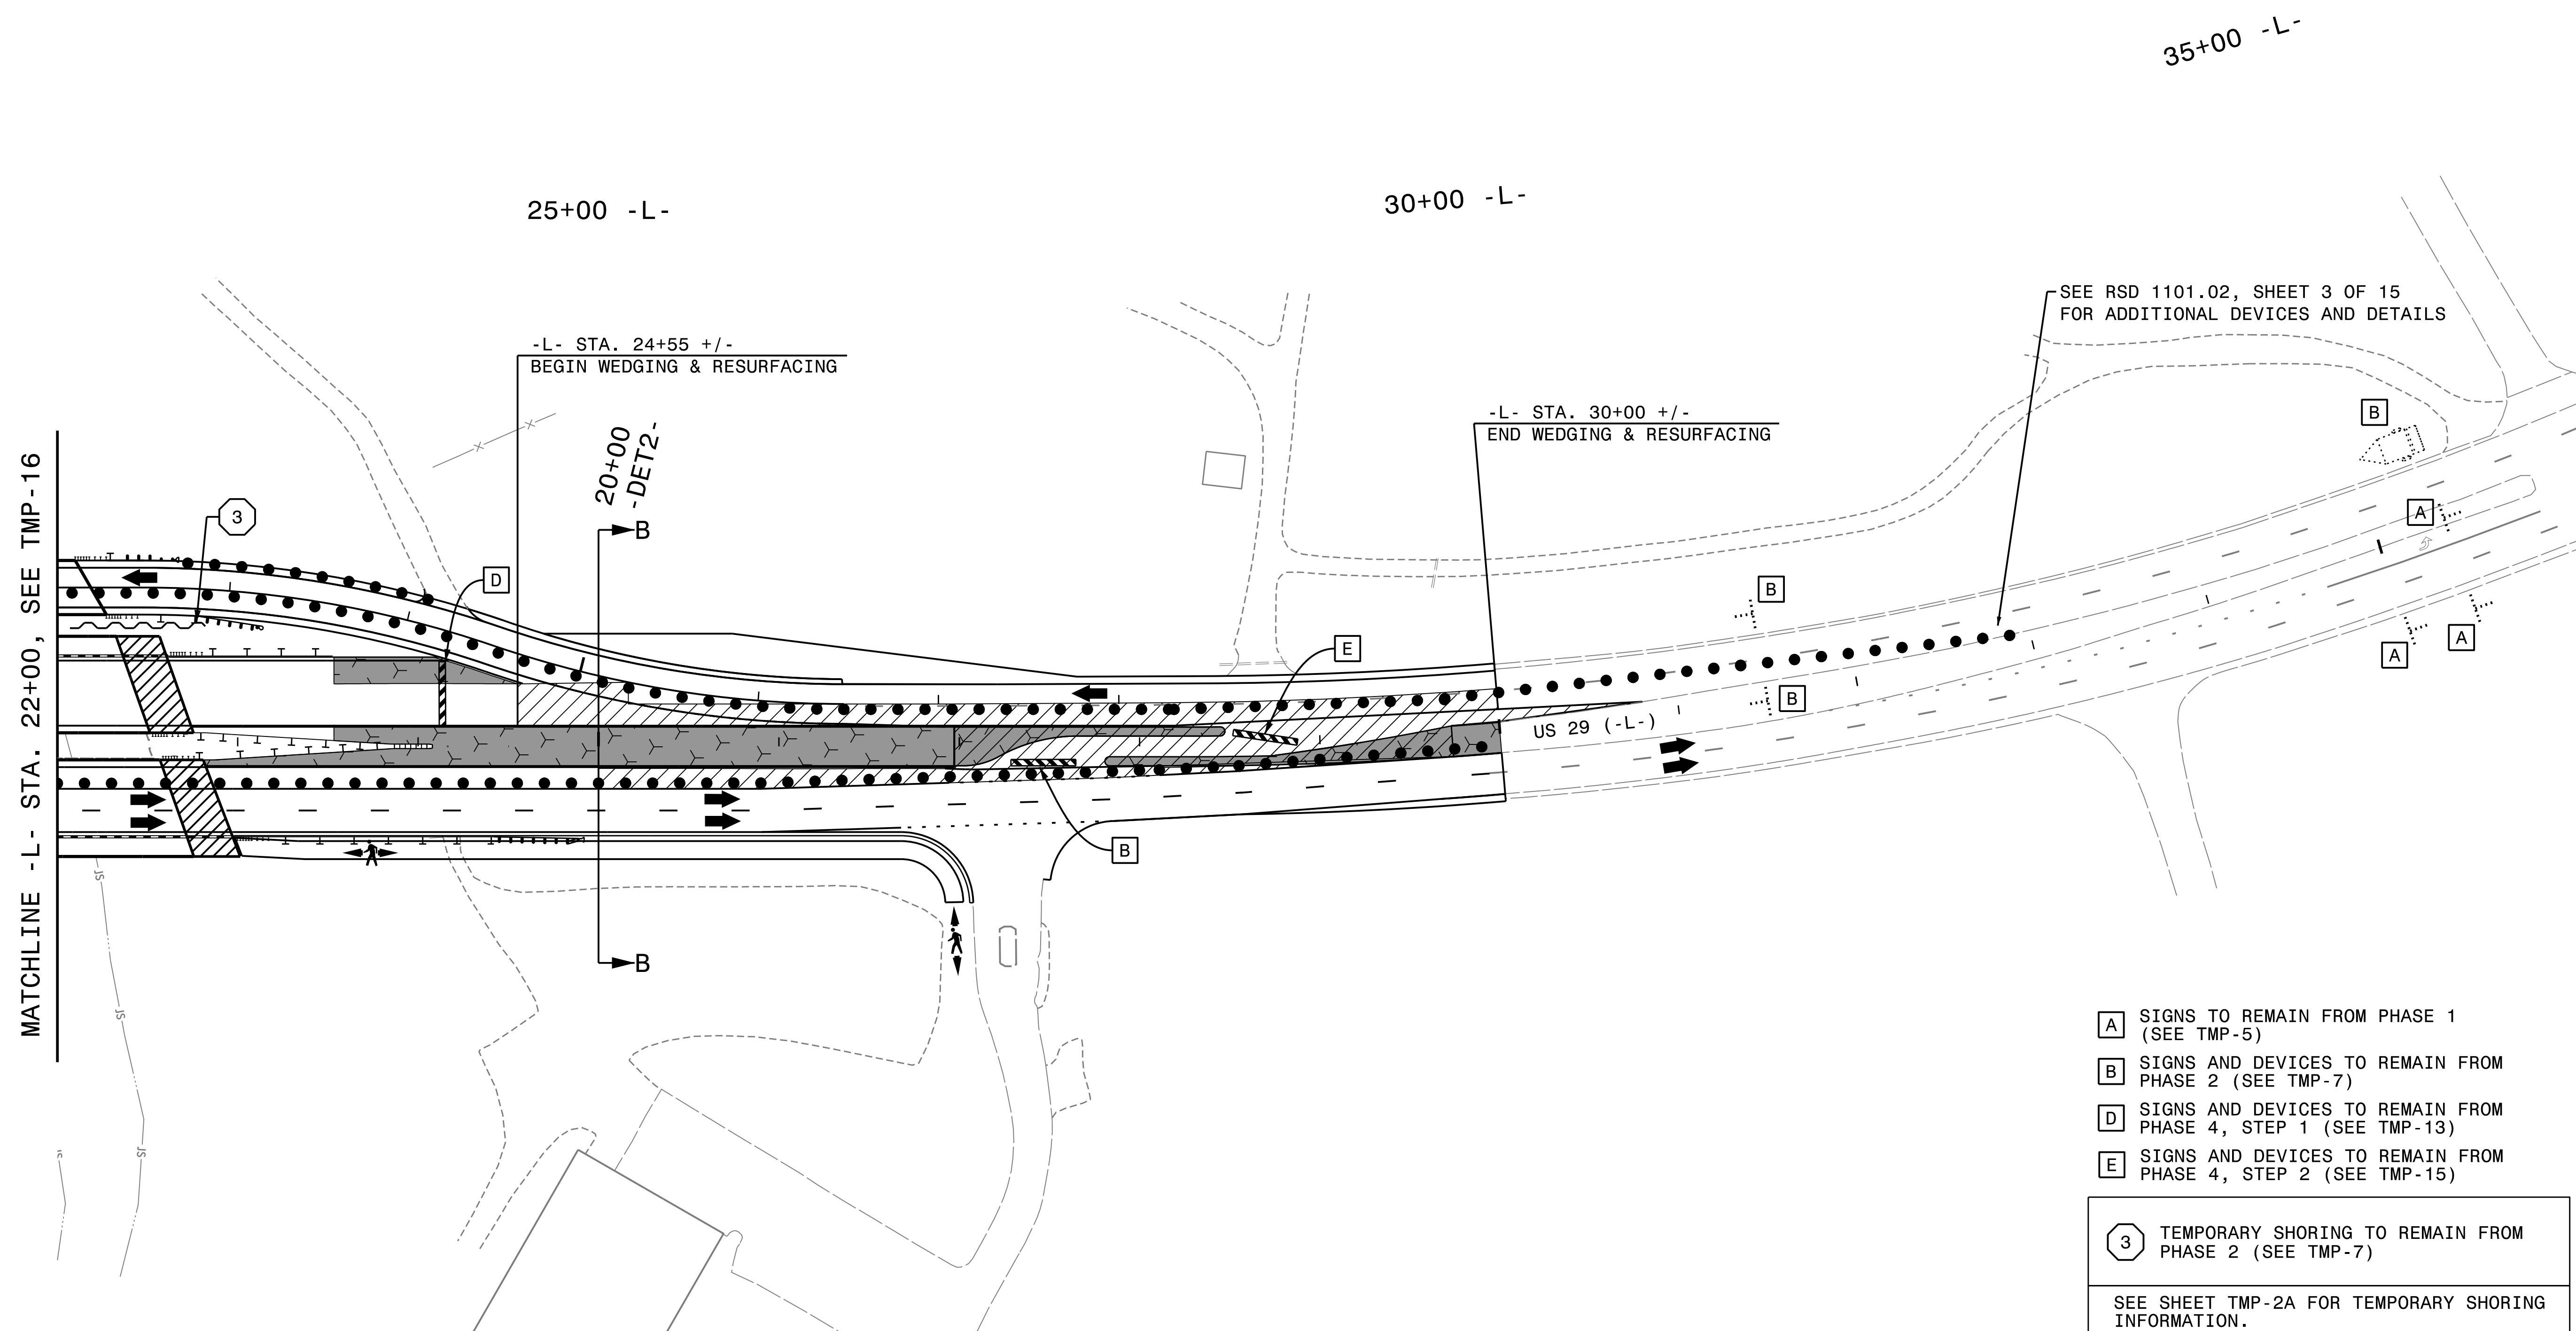 35+00 -L-
25+00 -L-
30+00 -L-
SEE RSD 1101.02, SHEET 3 OF 15
FOR ADDITIONAL DEVICES AND DETAILS
-L- STA. 24+55 +/-
BEGIN WEDGING & RESURFACING
-L- STA. 30+00 +/-
END WEDGING & RESURFACING
B
20+00
-DET2-
MATCHLINE -L- STA. 22+00, SEE TMP-16
3
A
B
D
B
E
A
A
B
US 29 (-L-)
B
JS
B
JS
JS
JS
A SIGNS TO REMAIN FROM PHASE 1
(SEE TMP-5)
B SIGNS AND DEVICES TO REMAIN FROM
PHASE 2 (SEE TMP-7)
D SIGNS AND DEVICES TO REMAIN FROM
PHASE 4, STEP 1 (SEE TMP-13)
E SIGNS AND DEVICES TO REMAIN FROM
PHASE 4, STEP 2 (SEE TMP-15)
3 TEMPORARY SHORING TO REMAIN FROM
PHASE 2 (SEE TMP-7)
SEE SHEET TMP-2A FOR TEMPORARY SHORING
INFORMATION.